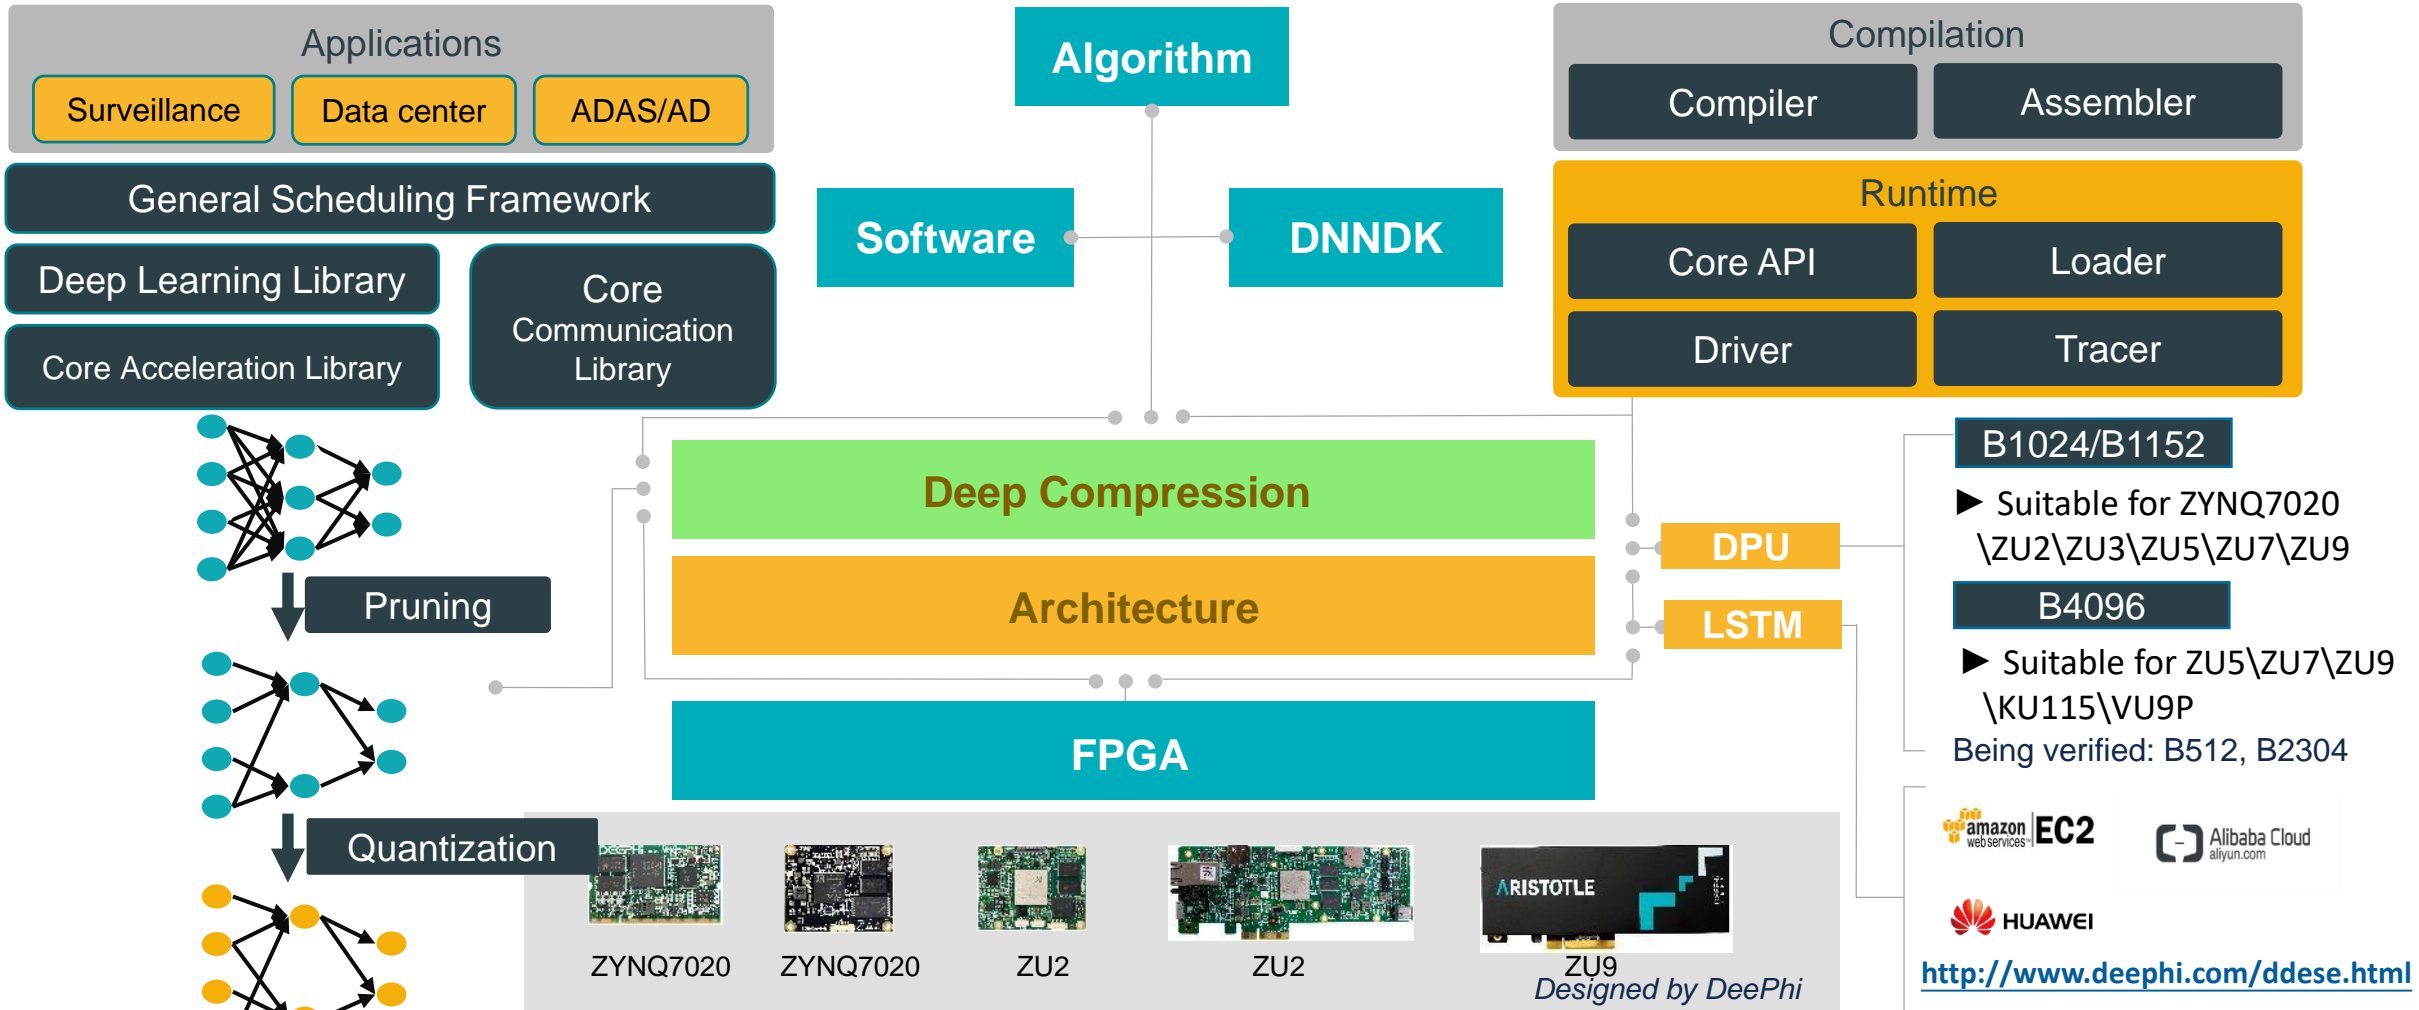 Applications
Surveillance
Data center
ADAS/AD
General Scheduling Framework
Deep Learning Library
Core Acceleration Library
Core
Communication
Library
Algorithm
Software
DNNDK
Compilation
Compiler
Assembler
Runtime
Core API
Loader
Driver
Tracer
Deep Compression
Architecture
FPGA
DPU
LSTM
B1024/B1152
► Suitable for ZYNQ7020
\ZU2\ZU3\ZU5\ZU7\ZU9
B4096
► Suitable for ZU5\ZU7\ZU9
\KU115\VU9P
Being verified: B512, B2304
Pruning
Quantization
DEEPHI
ARISTOTLE
ZYNQ7020
ZYNQ7020
ZU2
ZU2
ZU9
Designed by DeePhi
amazon
web services™
EC2
Alibaba Cloud
aliyun.com
HUAWEI
http://www.deephi.com/ddese.html